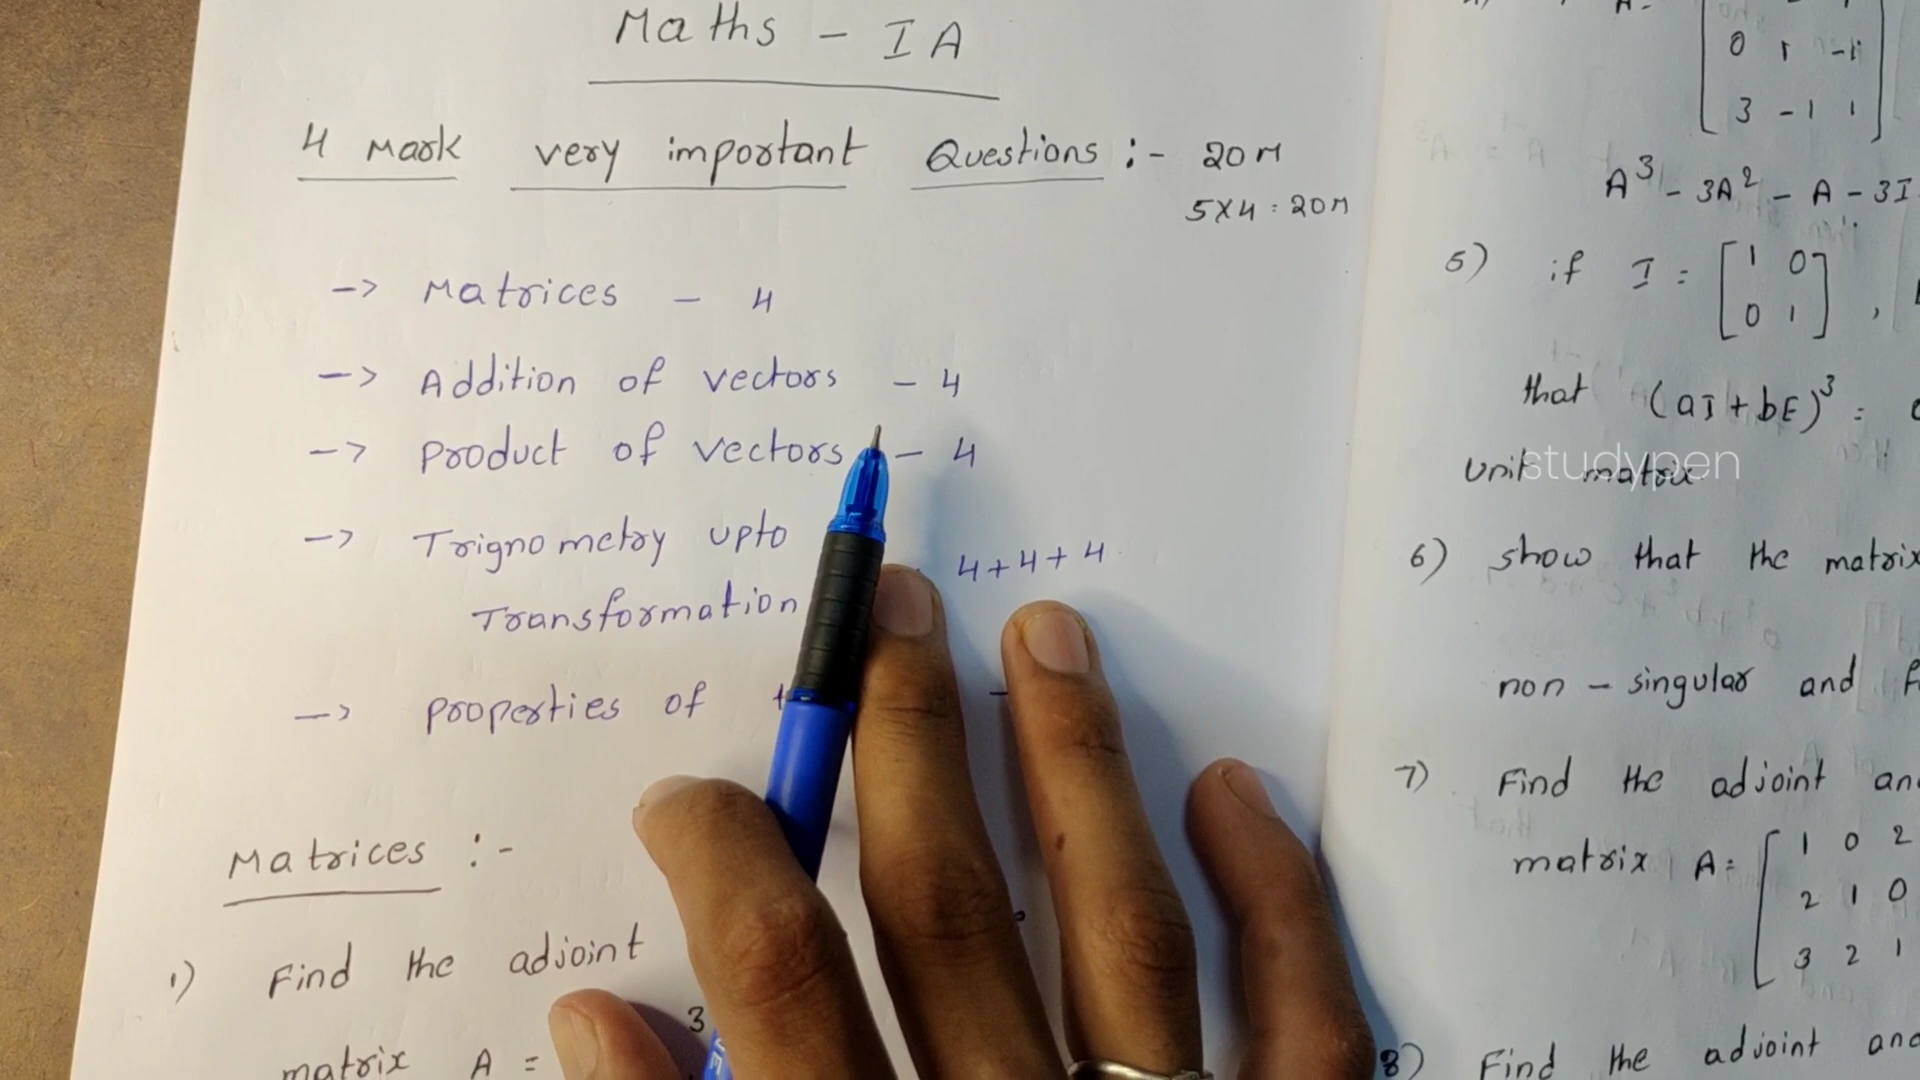 Maths - IA
4 Mark very important Questions :- 20M
5X4 = 20M
-> Matrices - 4
-> Addition of vectors - 4
-> Product of vectors - 4
-> Trignometry upto
Transformation 4+4+4
-> Properties of
Matrices :-
1) Find the adjoint
matrix A =
3
0 1 -1
3 -1 1
A³ - 3A² - A - 3I
5) if I = [1 0
0 1],
that (aI+bE)³ =
Unit matrix
studypen
6) show that the matrix
non-singular and
7) Find the adjoint
matrix A = [1 0 2
2 1 0
3 2 1
8) Find the adjoint